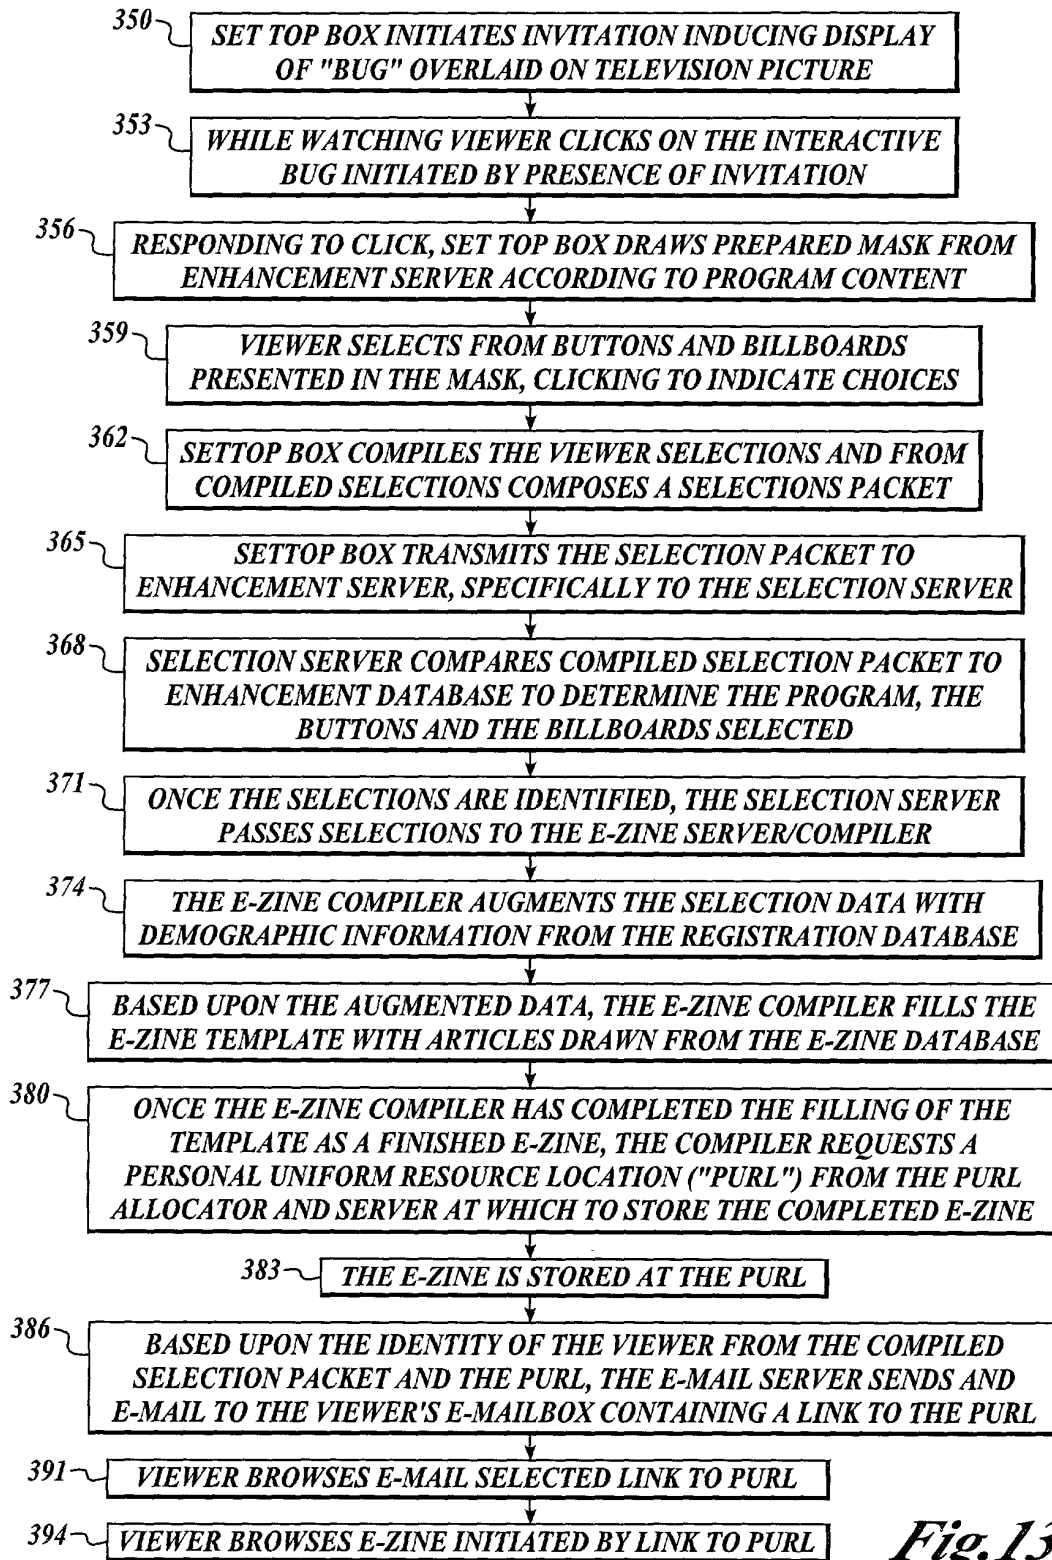 350
SET TOP BOX INITIATES INVITATION INDUCING DISPLAY
OF "BUG" OVERLAID ON TELEVISION PICTURE
353
WHILE WATCHING VIEWER CLICKS ON THE INTERACTIVE
BUG INITIATED BY PRESENCE OF INVITATION
356
RESPONDING TO CLICK, SET TOP BOX DRAWS PREPARED MASK FROM
ENHANCEMENT SERVER ACCORDING TO PROGRAM CONTENT
359
VIEWER SELECTS FROM BUTTONS AND BILLBOARDS
PRESENTED IN THE MASK, CLICKING TO INDICATE CHOICES
362
SETTOP BOX COMPILES THE VIEWER SELECTIONS AND FROM
COMPILED SELECTIONS COMPOSES A SELECTIONS PACKET
365
SETTOP BOX TRANSMITS THE SELECTION PACKET TO
ENHANCEMENT SERVER, SPECIFICALLY TO THE SELECTION SERVER
368
SELECTION SERVER COMPARES COMPILED SELECTION PACKET TO
ENHANCEMENT DATABASE TO DETERMINE THE PROGRAM, THE
BUTTONS AND THE BILLBOARDS SELECTED
371
ONCE THE SELECTIONS ARE IDENTIFIED, THE SELECTION SERVER
PASSES SELECTIONS TO THE E-ZINE SERVER/COMPILER
374
THE E-ZINE COMPILER AUGMENTS THE SELECTION DATA WITH
DEMOGRAPHIC INFORMATION FROM THE REGISTRATION DATABASE
377
BASED UPON THE AUGMENTED DATA, THE E-ZINE COMPILER FILLS THE
E-ZINE TEMPLATE WITH ARTICLES DRAWN FROM THE E-ZINE DATABASE
380
ONCE THE E-ZINE COMPILER HAS COMPLETED THE FILLING OF THE
TEMPLATE AS A FINISHED E-ZINE, THE COMPILER REQUESTS A
PERSONAL UNIFORM RESOURCE LOCATION ("PURL") FROM THE PURL
ALLOCATOR AND SERVER AT WHICH TO STORE THE COMPLETED E-ZINE
383
THE E-ZINE IS STORED AT THE PURL
386
BASED UPON THE IDENTITY OF THE VIEWER FROM THE COMPILED
SELECTION PACKET AND THE PURL, THE E-MAIL SERVER SENDS AND
E-MAIL TO THE VIEWER'S E-MAILBOX CONTAINING A LINK TO THE PURL
391
VIEWER BROWSES E-MAIL SELECTED LINK TO PURL
394
VIEWER BROWSES E-ZINE INITIATED BY LINK TO PURL
Fig.13